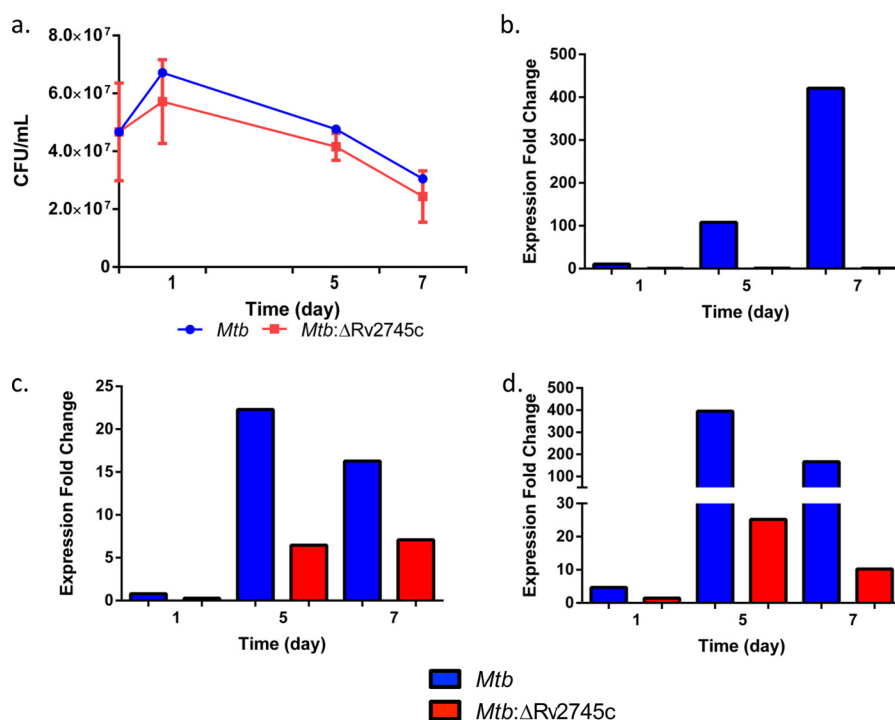 a.
8.0×10⁷
6.0×10⁷
4.0×10⁷
2.0×10⁷
0
CFU/mL
1 5 7
Time (day)
Mtb Mtb:ΔRv2745c
b.
500
400
300
200
100
0
Expression Fold Change
1 5 7
Time (day)
c.
25
20
15
10
5
0
Expression Fold Change
1 5 7
Time (day)
d.
500
400
300
200
100
30
20
10
0
Expression Fold Change
1 5 7
Time (day)
Mtb
Mtb:ΔRv2745c